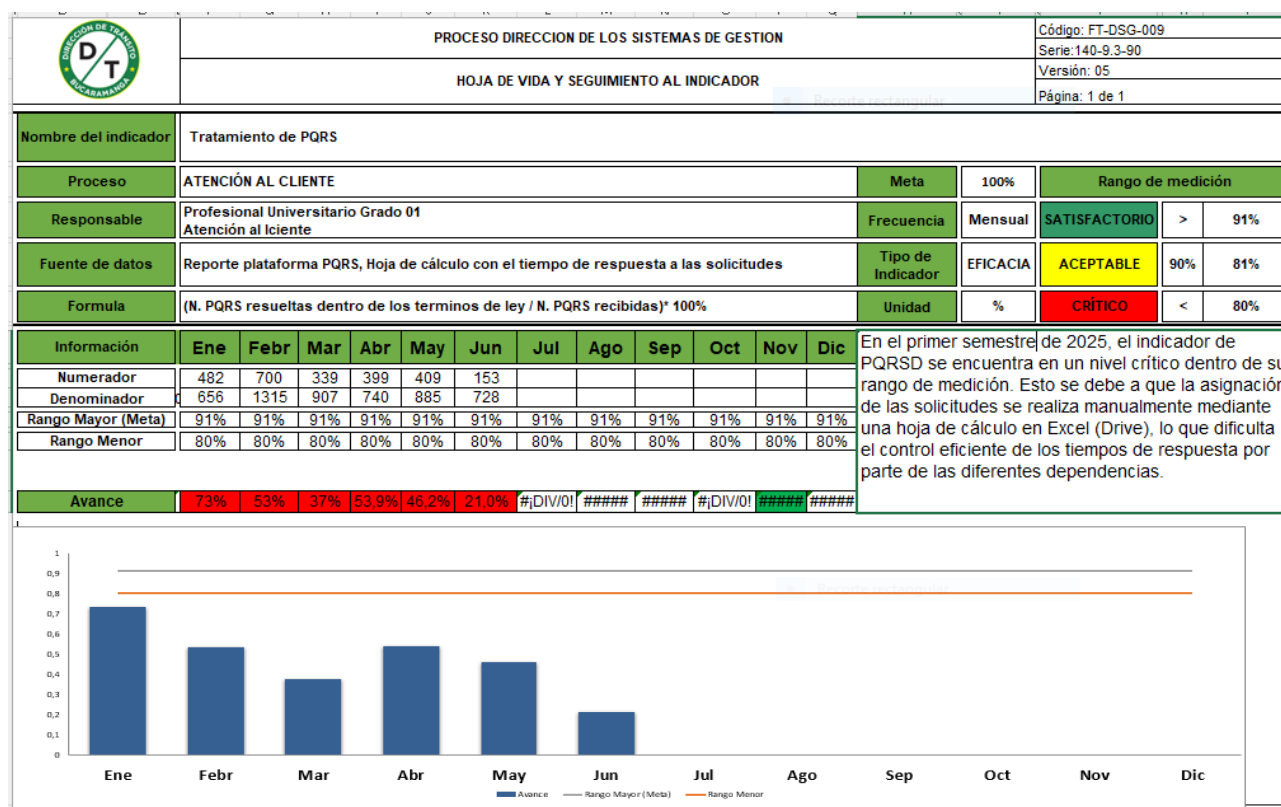 DIRECCIÓN DE TRÁNSITO
D/T
BUCARAMANGA
PROCESO DIRECCION DE LOS SISTEMAS DE GESTION
HOJA DE VIDA Y SEGUIMIENTO AL INDICADOR
Código: FT-DSG-009
Serie:140-9.3-90
Versión: 05
Página: 1 de 1
Recorte rectangular
Nombre del indicador Tratamiento de PQRS
Proceso ATENCIÓN AL CLIENTE Meta 100% Rango de medición
Responsable Profesional Universitario Grado 01
Atención al lciente
Frecuencia Mensual SATISFACTORIO > 91%
Fuente de datos Reporte plataforma PQRS, Hoja de cálculo con el tiempo de respuesta a las solicitudes
Tipo de
Indicador
EFICACIA ACEPTABLE 90% 81%
Formula (N. PQRS resueltas dentro de los terminos de ley / N. PQRS recibidas)* 100% Unidad % CRÍTICO < 80%
Información Ene Febr Mar Abr May Jun Jul Ago Sep Oct Nov Dic
Numerador 482 700 339 399 409 153
Denominador 656 1315 907 740 885 728
Rango Mayor (Meta) 91% 91% 91% 91% 91% 91% 91% 91% 91% 91% 91% 91%
Rango Menor 80% 80% 80% 80% 80% 80% 80% 80% 80% 80% 80% 80%
Avance 73% 53% 37% 53,9% 46,2% 21,0% #¡DIV/0! ##### ##### #¡DIV/0! ##### #####
En el primer semestre de 2025, el indicador de
PQRSD se encuentra en un nivel crítico dentro de su
rango de medición. Esto se debe a que la asignación
de las solicitudes se realiza manualmente mediante
una hoja de cálculo en Excel (Drive), lo que dificulta
el control eficiente de los tiempos de respuesta por
parte de las diferentes dependencias.
1
0,9
0,8
0,7
0,6
0,5
0,4
0,3
0,2
0,1
0
Recorte rectangular
Ene Febr Mar Abr May Jun Jul Ago Sep Oct Nov Dic
Avance Rango Mayor (Meta) Rango Menor